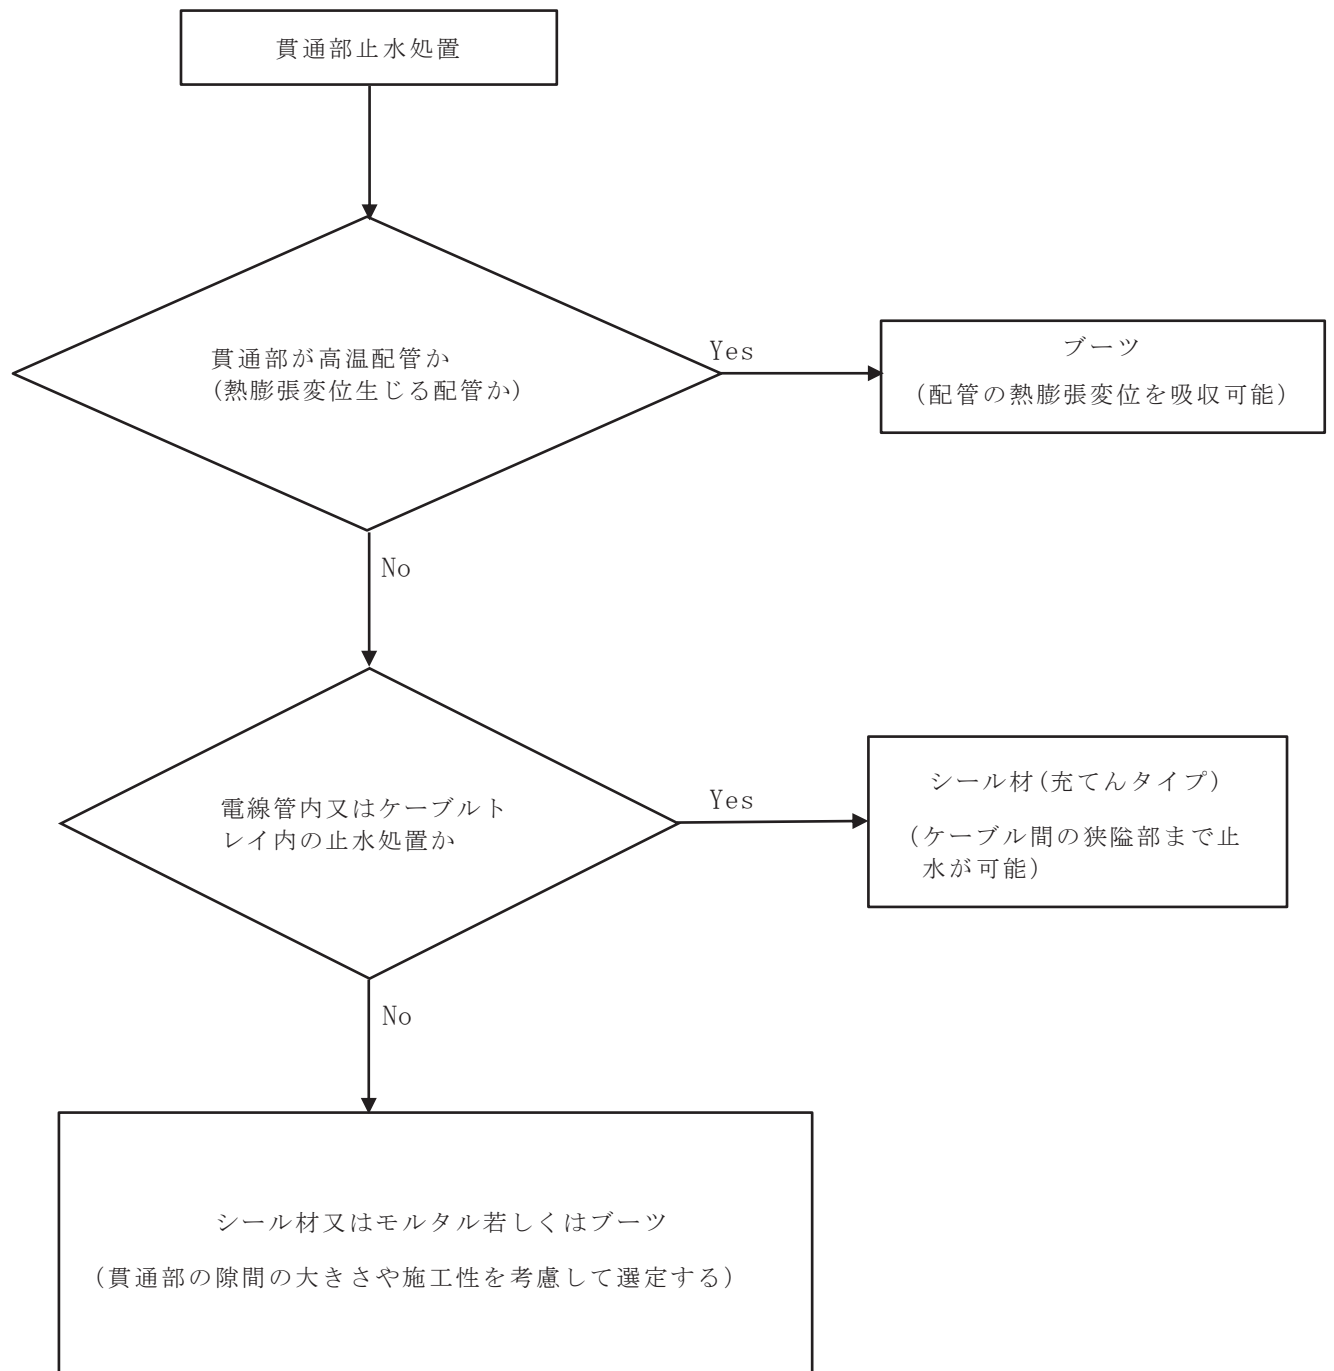 貫通部止水処置
貫通部が高温配管か
(熱膨張変位生じる配管か)
Yes
ブーツ
(配管の熱膨張変位を吸収可能)
No
電線管内又はケーブルト
レイ内の止水処置か
Yes
シール材(充てんタイプ)
(ケーブル間の狭隘部まで止
水が可能)
No
シール材又はモルタル若しくはブーツ
(貫通部の隙間の大きさや施工性を考慮して選定する)